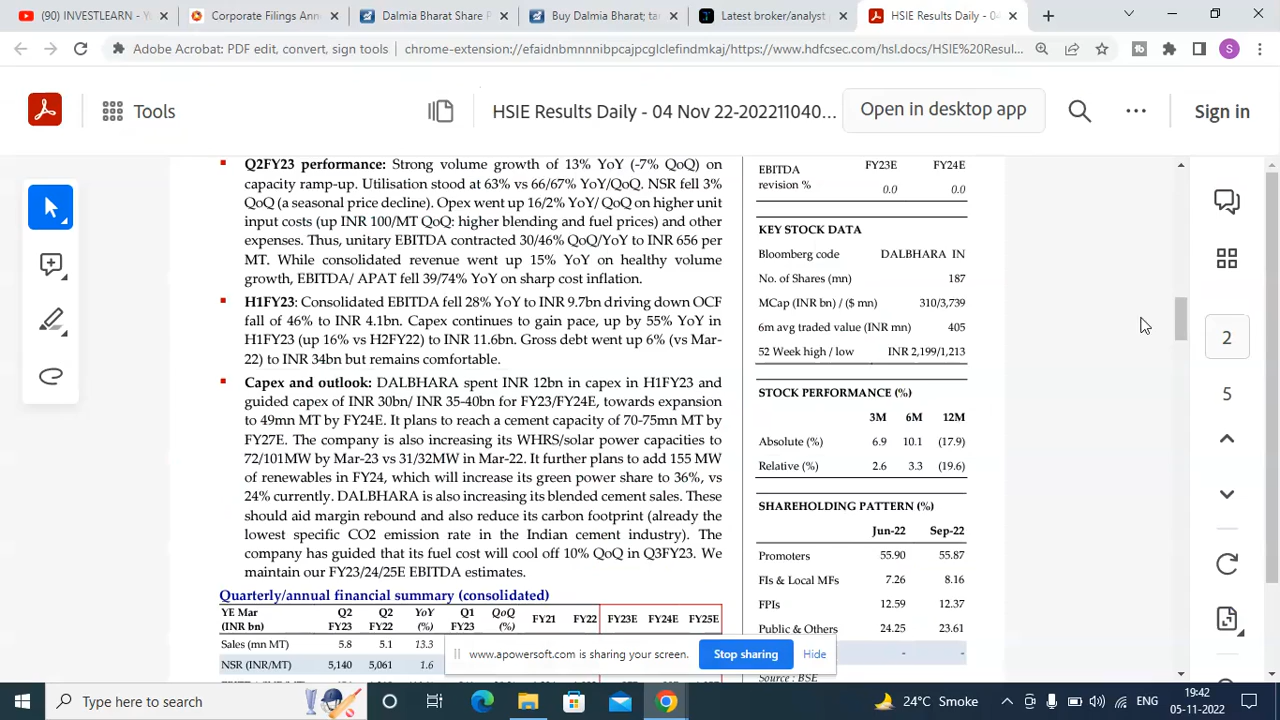 (90) INVESTLEARN - Y
Corporate Filings Ann
Dalmia Bharat Share P
Buy Dalmia Bharat; tar
Latest broker/analyst
HSIE Results Daily - 04
Adobe Acrobat: PDF edit, convert, sign tools | chrome-extension://efaidnbmnnnibpcajpcglclefindmkaj/https://www.hdfcsec.com/hsl.docs/HSIE%20Resul...
S
Tools
HSIE Results Daily - 04 Nov 22-202211040...
Open in desktop app
Sign in
Q2FY23 performance: Strong volume growth of 13% YoY (-7% QoQ) on
capacity ramp-up. Utilisation stood at 63% vs 66/67% YoY/QoQ. NSR fell 3%
QoQ (a seasonal price decline). Opex went up 16/2% YoY/ QoQ on higher unit
input costs (up INR 100/MT QoQ: higher blending and fuel prices) and other
expenses. Thus, unitary EBITDA contracted 30/46% QoQ/YoY to INR 656 per
MT. While consolidated revenue went up 15% YoY on healthy volume
growth, EBITDA/ APAT fell 39/74% YoY on sharp cost inflation.
H1FY23: Consolidated EBITDA fell 28% YoY to INR 9.7bn driving down OCF
fall of 46% to INR 4.1bn. Capex continues to gain pace, up by 55% YoY in
H1FY23 (up 16% vs H2FY22) to INR 11.6bn. Gross debt went up 6% (vs Mar-
22) to INR 34bn but remains comfortable.
Capex and outlook: DALBHARA spent INR 12bn in capex in H1FY23 and
guided capex of INR 30bn/ INR 35-40bn for FY23/FY24E, towards expansion
to 49mn MT by FY24E. It plans to reach a cement capacity of 70-75mn MT by
FY27E. The company is also increasing its WHRS/solar power capacities to
72/101MW by Mar-23 vs 31/32MW in Mar-22. It further plans to add 155 MW
of renewables in FY24, which will increase its green power share to 36%, vs
24% currently. DALBHARA is also increasing its blended cement sales. These
should aid margin rebound and also reduce its carbon footprint (already the
lowest specific CO2 emission rate in the Indian cement industry). The
company has guided that its fuel cost will cool off 10% QoQ in Q3FY23. We
maintain our FY23/24/25E EBITDA estimates.
Quarterly/annual financial summary (consolidated)
YE Mar (INR bn) Q2 FY23 Q2 FY22 YoY (%) Q1 FY23 QoQ (%) FY21 FY22 FY23E FY24E FY25E
Sales (mn MT) 5.8 5.1 13.3
NSR (INR/MT) 5,140 5,061 1.6
EBITDA revision % FY23E FY24E
0.0 0.0
KEY STOCK DATA
Bloomberg code DALBHARA IN
No. of Shares (mn) 187
MCap (INR bn) / ($ mn) 310/3,739
6m avg traded value (INR mn) 405
52 Week high / low INR 2,199/1,213
STOCK PERFORMANCE (%)
3M 6M 12M
Absolute (%) 6.9 10.1 (17.9)
Relative (%) 2.6 3.3 (19.6)
SHAREHOLDING PATTERN (%)
Jun-22 Sep-22
Promoters 55.90 55.87
FIs & Local MFs 7.26 8.16
FPIs 12.59 12.37
Public & Others 24.25 23.61
- -
Source : BSE
2
5
www.apowersoft.com is sharing your screen.
Stop sharing
Hide
Type here to search
24°C Smoke
ENG
19:42
05-11-2022